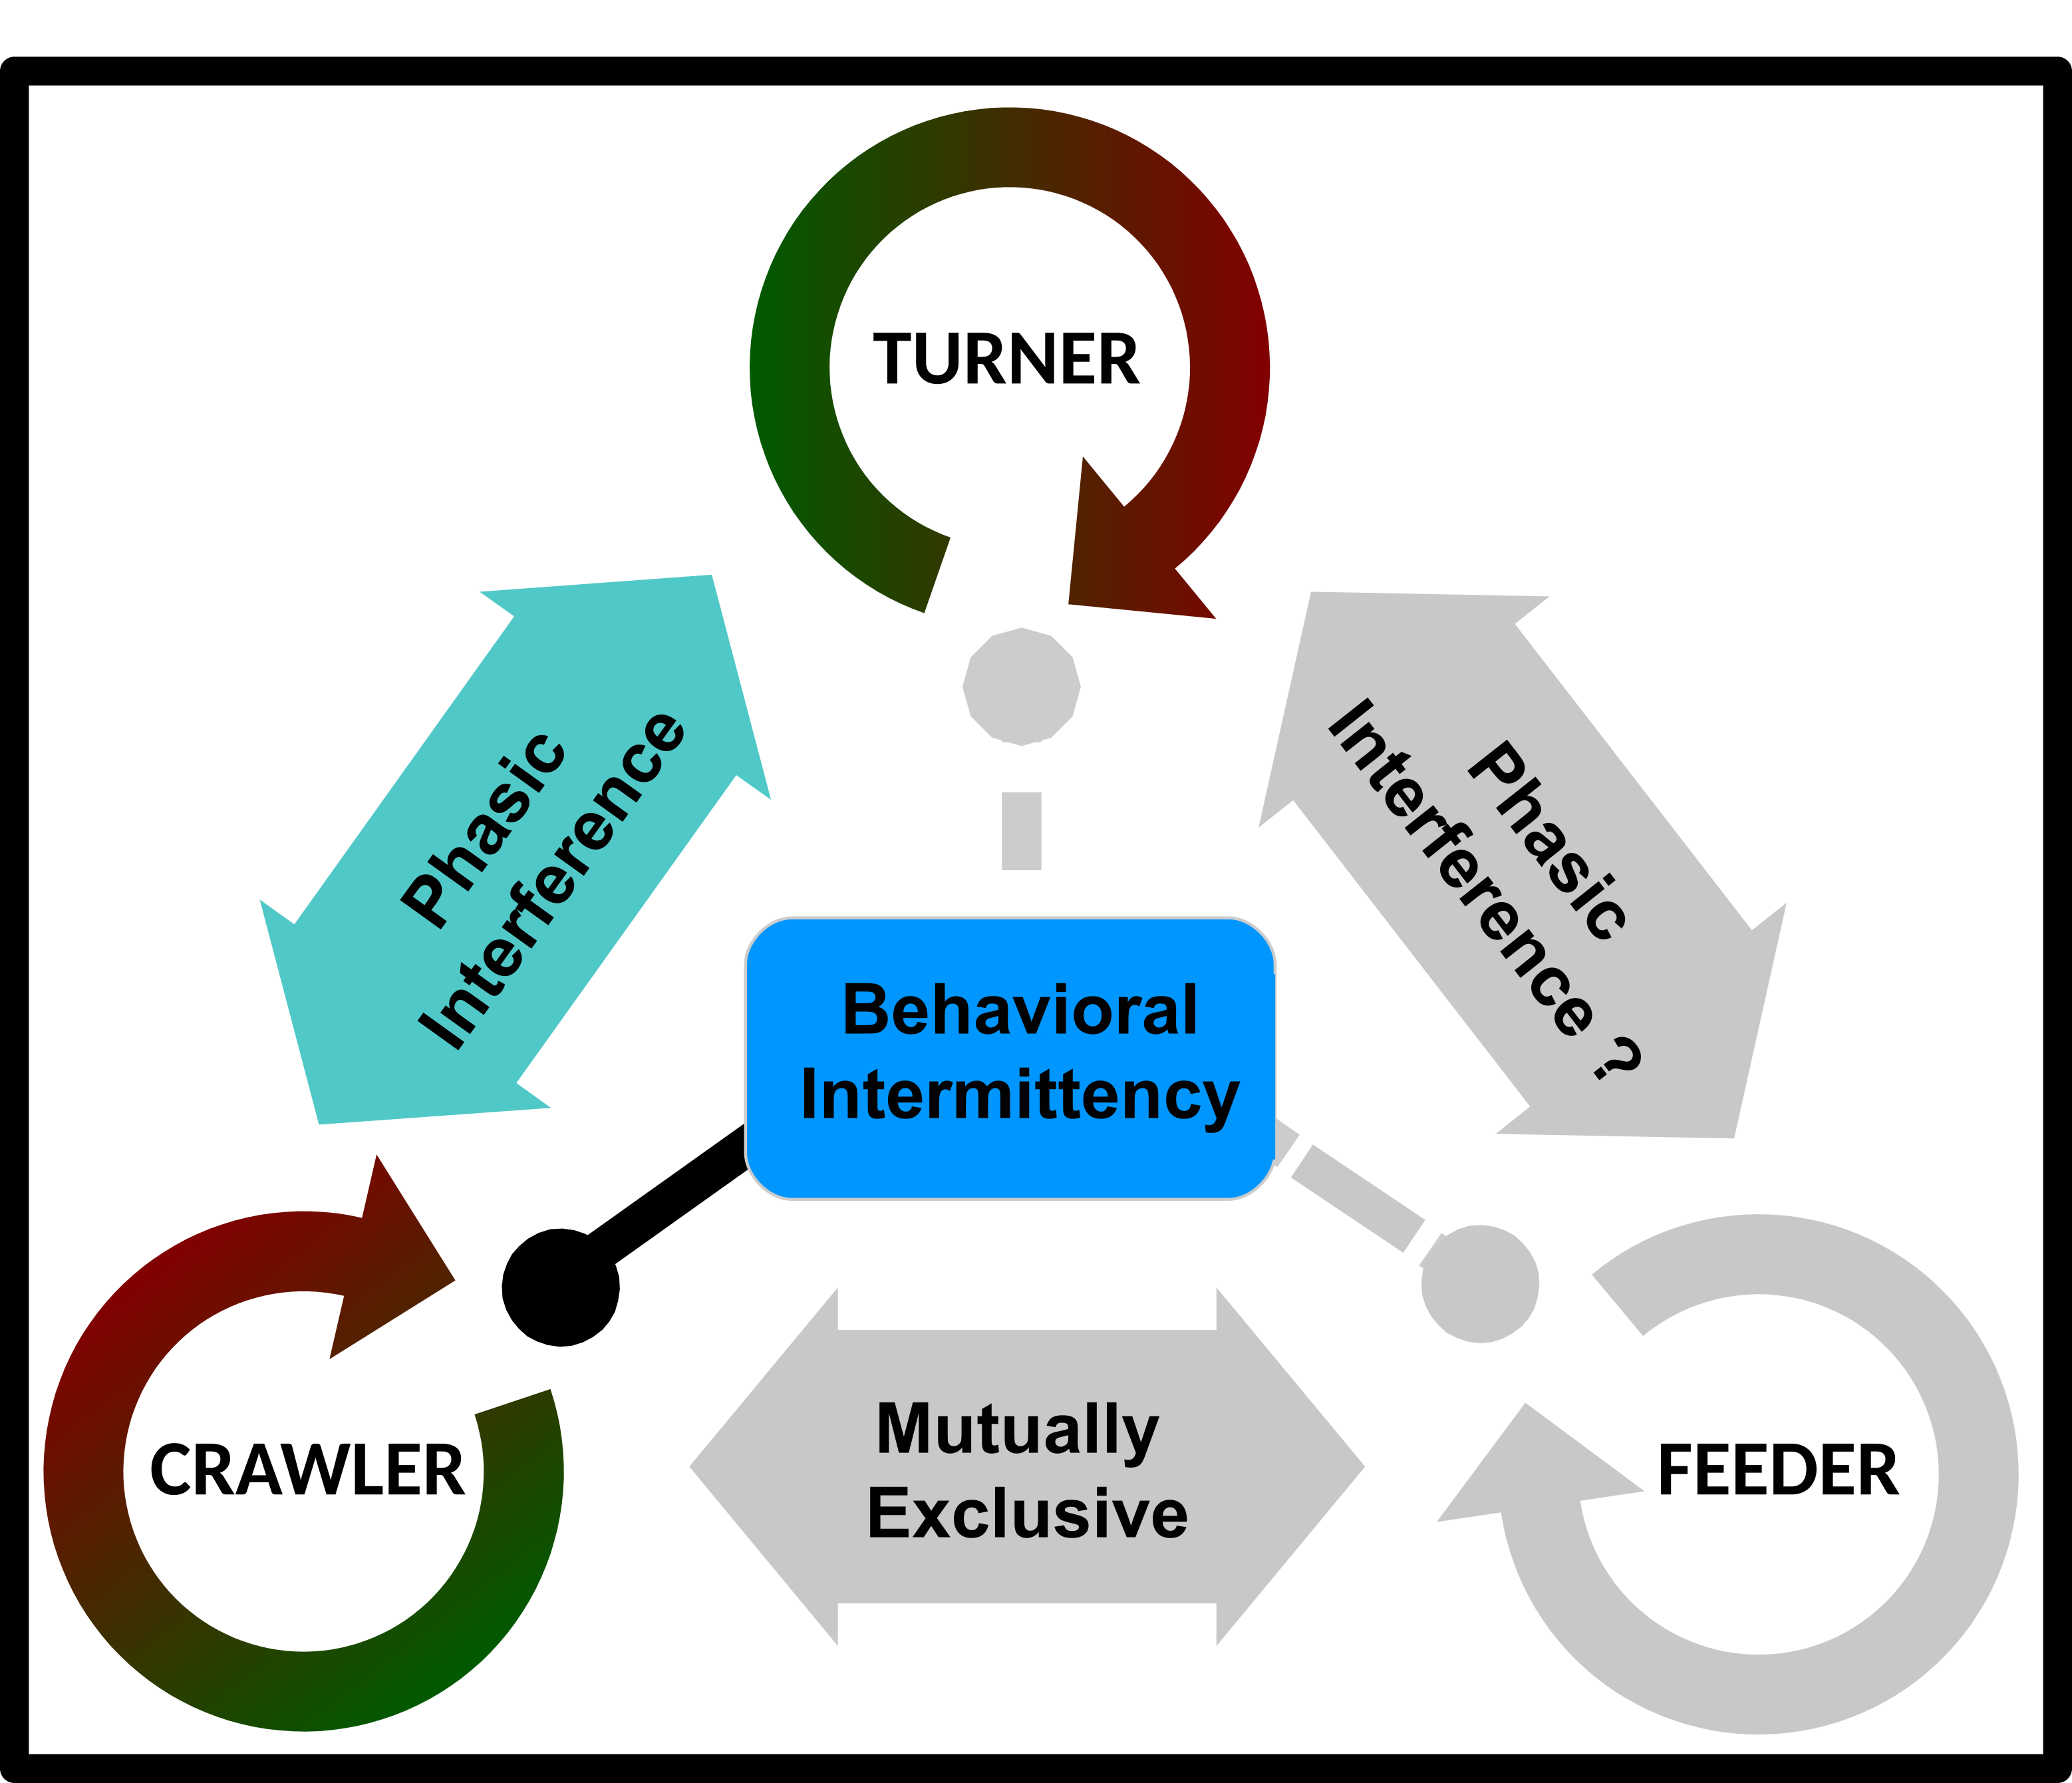 TURNER
Phasic
Interference
Phasic
Interference ?
Behavioral
Intermittency
CRAWLER
Mutually
Exclusive
FEEDER